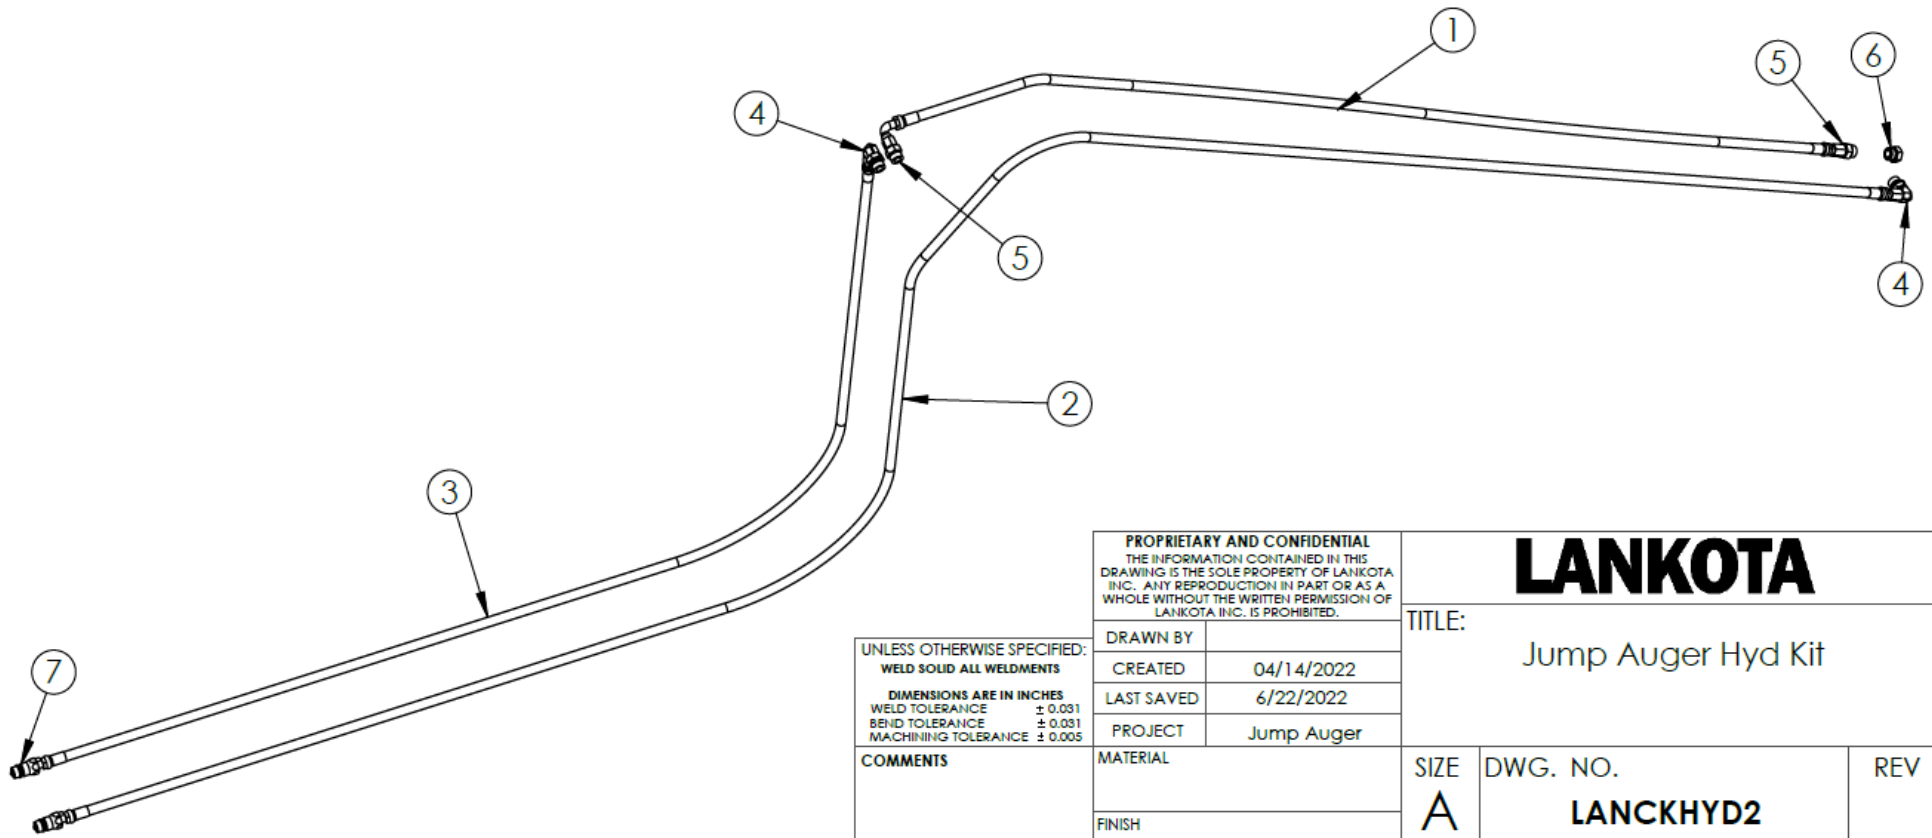 1
5
6
4
5
4
2
3
7
PROPRIETARY AND CONFIDENTIAL
THE INFORMATION CONTAINED IN THIS
DRAWING IS THE SOLE PROPERTY OF LANKOTA
INC. ANY REPRODUCTION IN PART OR AS A
WHOLE WITHOUT THE WRITTEN PERMISSION OF
LANKOTA INC. IS PROHIBITED.
LANKOTA
TITLE:
Jump Auger Hyd Kit
UNLESS OTHERWISE SPECIFIED:
WELD SOLID ALL WELDMENTS
DIMENSIONS ARE IN INCHES
WELD TOLERANCE ± 0.031
BEND TOLERANCE ± 0.031
MACHINING TOLERANCE ± 0.005
DRAWN BY
CREATED 04/14/2022
LAST SAVED 6/22/2022
PROJECT Jump Auger
COMMENTS
MATERIAL
FINISH
SIZE
A
DWG. NO.
LANCKHYD2
REV